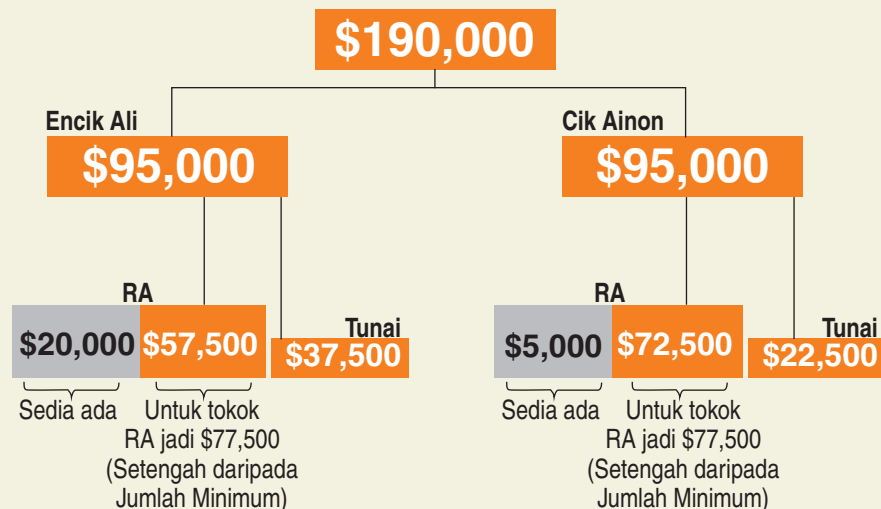 $190,000
Encik Ali
$95,000
RA
$20,000 $57,500
Tunai
$37,500
Sedia ada
Untuk tokok
RA jadi $77,500
(Setengah daripada
Jumlah Minimum)
Cik Ainon
$95,000
RA
$5,000 $72,500
Tunai
$22,500
Sedia ada
Untuk tokok
RA jadi $77,500
(Setengah daripada
Jumlah Minimum)